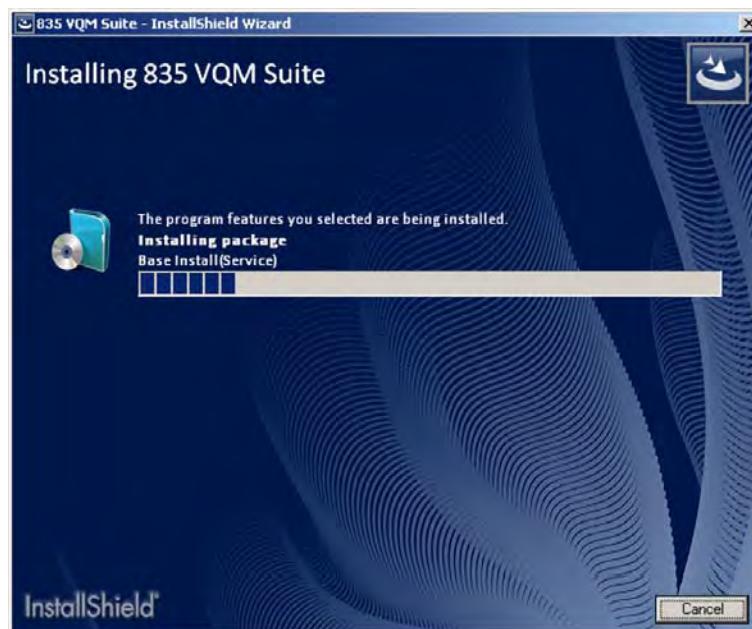 835 VQM Suite - InstallShield Wizard
Installing 835 VQM Suite
The program features you selected are being installed.
Installing package
Base Install(Service)
InstallShield®
Cancel